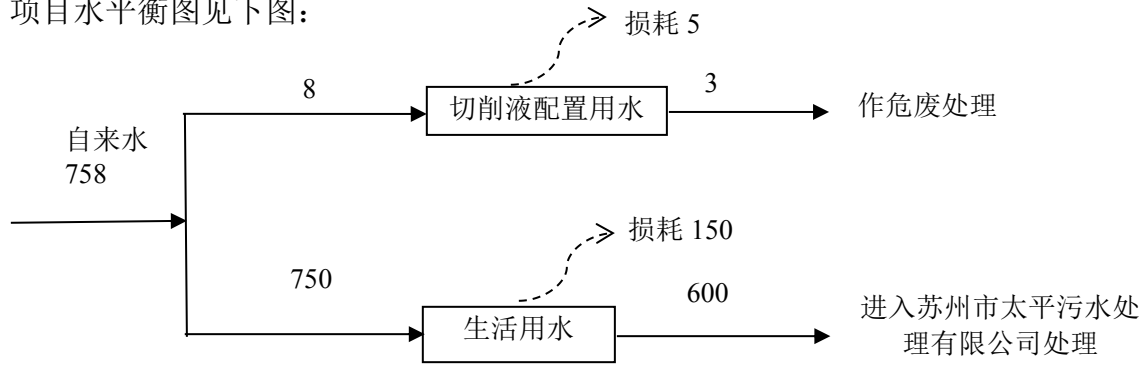 项目水平衡图见下图：
损耗 5
8
切削液配置用水
3
作危废处理
自来水
758
损耗 150
750
生活用水
600
进入苏州市太平污水处
理有限公司处理